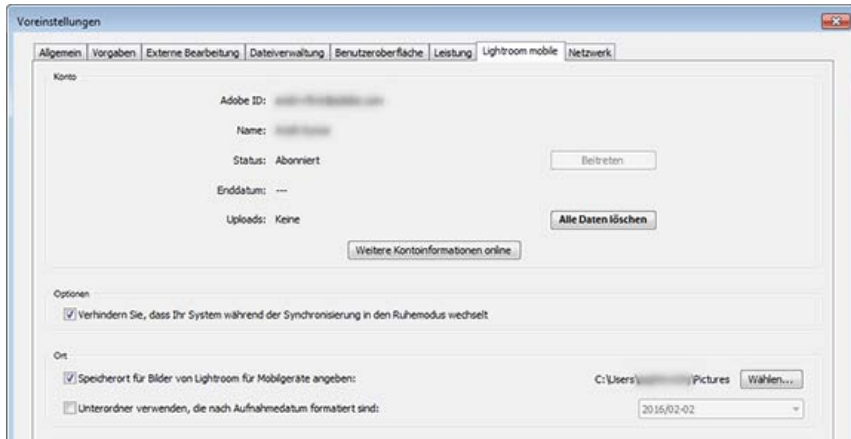 Voreinstellungen
Allgemein Vorgaben Externe Bearbeitung Dateiverwaltung Benutzeroberfläche Leistung Lightroom mobile Netzwerk
Konto
Adobe ID:
Name:
Status: Abonniert Beitreten
Enddatum: ---
Uploads: Keine Alle Daten löschen
Weitere Kontoinformationen online
Optionen
Verhindern Sie, dass Ihr System während der Synchronisierung in den Ruhemodus wechselt
Ort
Speicherort für Bilder von Lightroom für Mobilgeräte angeben: C:\Users\ \Pictures Wählen...
Unterordner verwenden, die nach Aufnahmedatum formatiert sind: 2016/02-02